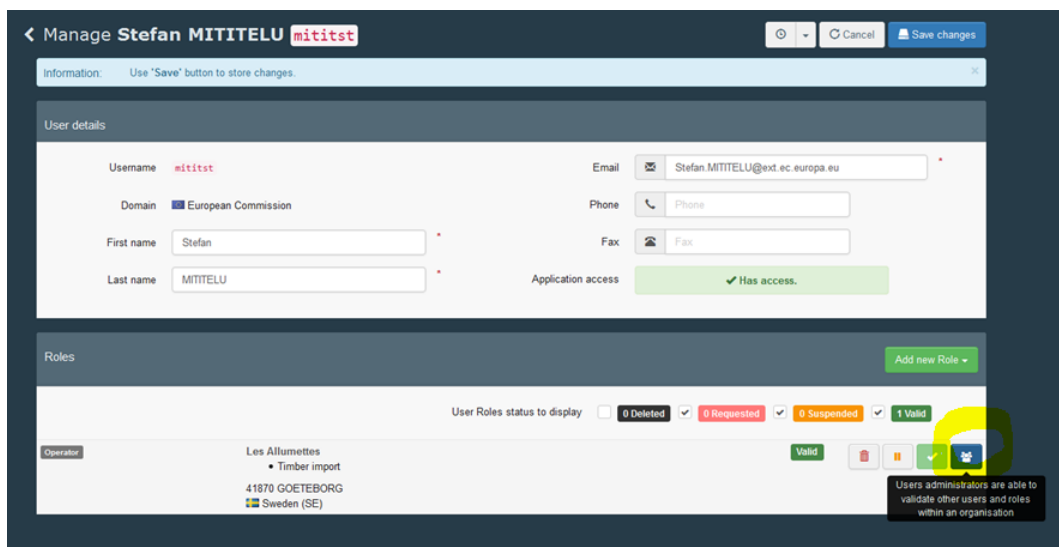 Manage Stefan MITITELU mititst
Cancel
Save changes
Information: Use 'Save' button to store changes.
User details
Username mititst
Email Stefan.MITITELU@ext.ec.europa.eu *
Domain European Commission
Phone Phone
First name Stefan *
Fax Fax
Last name MITITELU *
Application access Has access.
Roles
Add new Role
User Roles status to display 0 Deleted 0 Requested 0 Suspended 1 Valid
Operator Les Allumettes Valid
• Timber import
41870 GOETEBORG
Sweden (SE)
Users administrators are able to
validate other users and roles
within an organisation